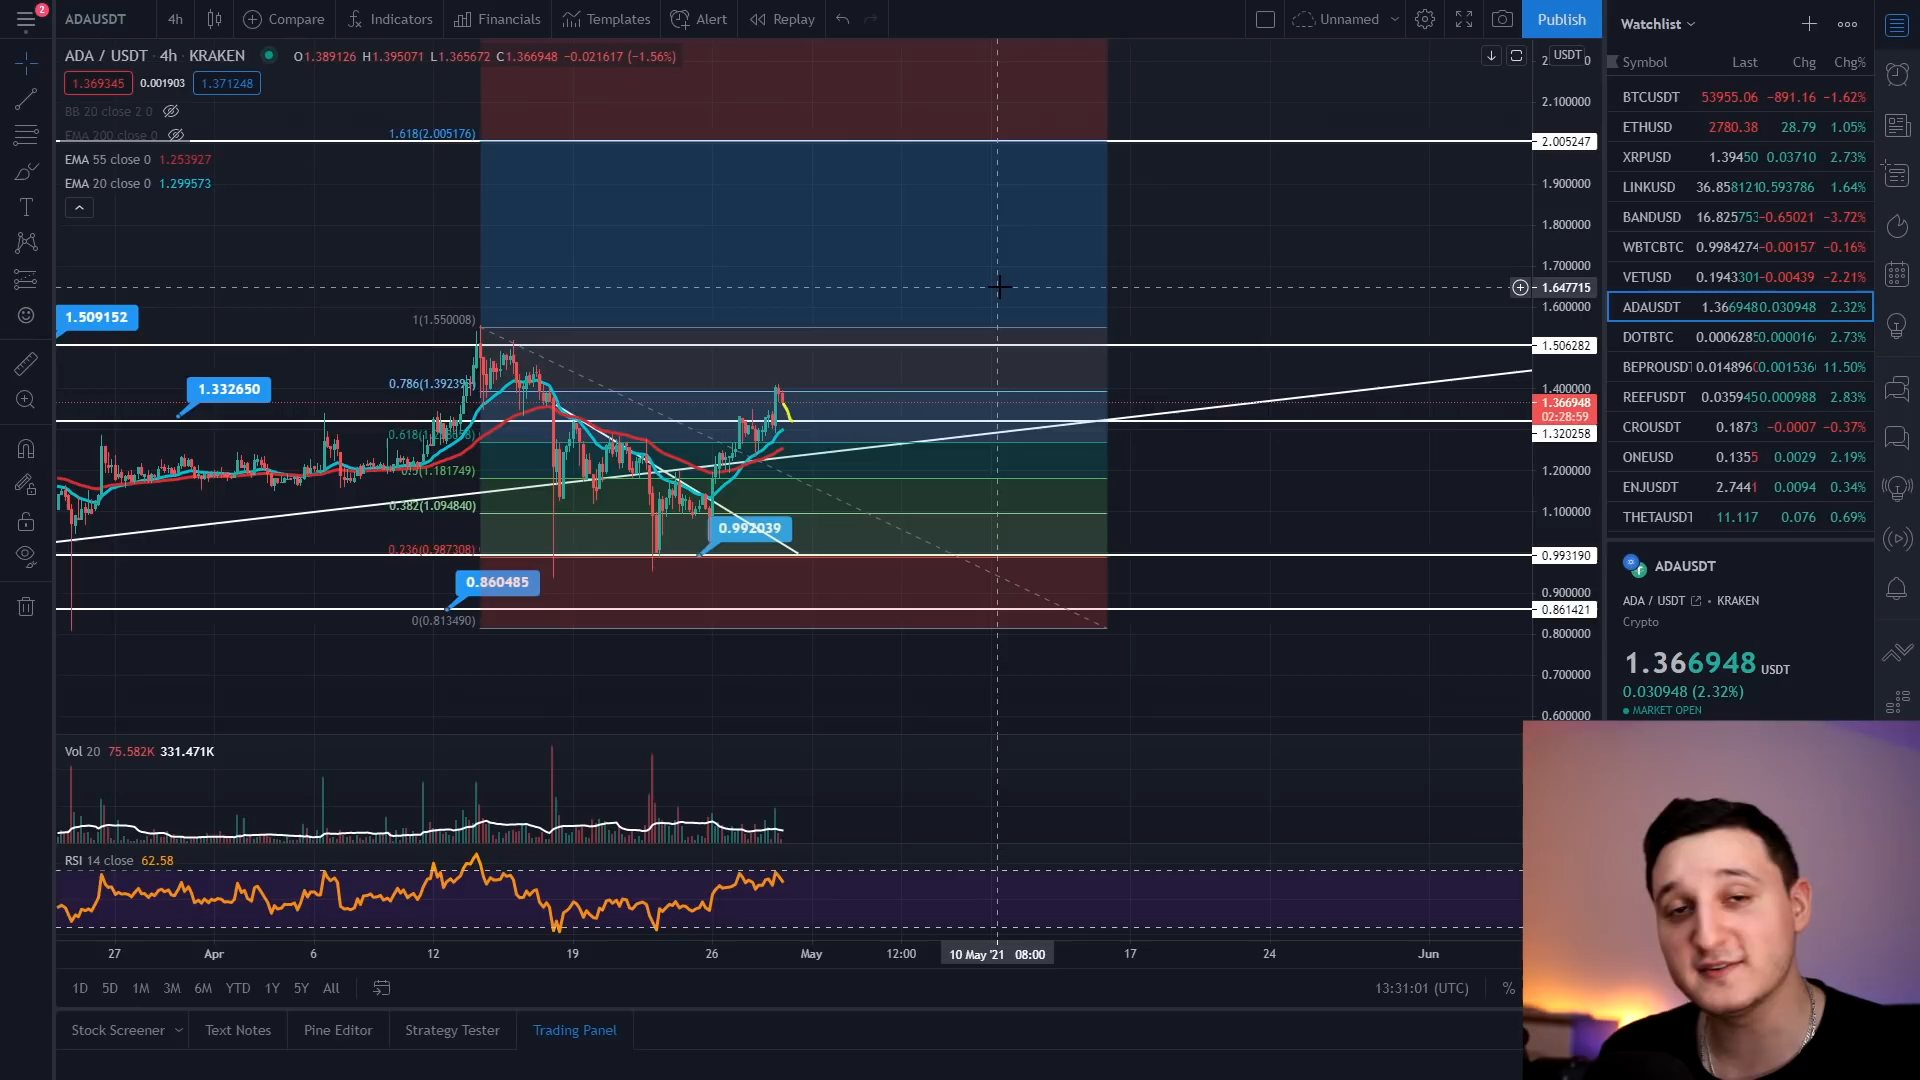 2
ADAUSDT 4h Compare Indicators Financials Templates Alert Replay Unnamed Publish
ADA / USDT · 4h · KRAKEN O1.389126 H1.395071 L1.365672 C1.366948 −0.021617 (−1.56%)
1.369345 0.001903 1.371248
BB 20 close 2 0
EMA 200 close 0
EMA 55 close 0 1.253927
EMA 20 close 0 1.299573
1.618(2.005176)
1(1.550008)
0.382(1.094840)
0.236(0.987308)
0(0.813490)
1.509152
1.332650
0.992039
0.860485
USDT
2.100000
2.005247
1.900000
1.800000
1.700000
1.647715
1.600000
1.506282
1.400000
1.366948
02:28:59
1.320258
1.200000
1.100000
0.993190
0.900000
0.861421
0.800000
0.700000
0.600000
Vol 20 75.582K 331.471K
RSI 14 close 62.58
27 Apr 6 12 19 26 May 12:00 10 May '21 08:00 17 24 Jun
1D 5D 1M 3M 6M YTD 1Y 5Y All 13:31:01 (UTC) %
Stock Screener Text Notes Pine Editor Strategy Tester Trading Panel
Watchlist
Symbol Last Chg Chg%
BTCUSDT 53955.06 −891.16 −1.62%
ETHUSD 2780.38 28.79 1.05%
XRPUSD 1.39450 0.03710 2.73%
LINKUSD 36.858121 0.593786 1.64%
BANDUSD 16.825753 −0.65021 −3.72%
WBTCBTC 0.9984274 −0.00157 −0.16%
VETUSD 0.1943301 −0.00439 −2.21%
ADAUSDT 1.366948 0.030948 2.32%
DOTBTC 0.0006285 0.000016 2.73%
BEPROUSDT 0.014896 0.001536 11.50%
REEFUSDT 0.035945 0.000988 2.83%
CROUSDT 0.1873 −0.0007 −0.37%
ONEUSD 0.1355 0.0029 2.19%
ENJUSDT 2.7441 0.0094 0.34%
THETAUSDT 11.117 0.076 0.69%
ADAUSDT
ADA / USDT • KRAKEN
Crypto
1.366948 USDT
0.030948 (2.32%)
MARKET OPEN